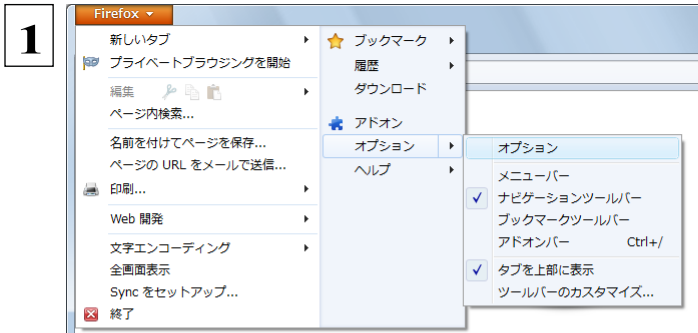 1
Firefox
新しいタブ
プライベートブラウジングを開始
編集
ページ内検索...
名前を付けてページを保存...
ページの URL をメールで送信...
印刷...
Web 開発
文字エンコーディング
全画面表示
Sync をセットアップ...
終了
ブックマーク
履歴
ダウンロード
アドオン
オプション
ヘルプ
オプション
メニューバー
ナビゲーションツールバー
ブックマークツールバー
アドオンバー Ctrl+/
タブを上部に表示
ツールバーのカスタマイズ...